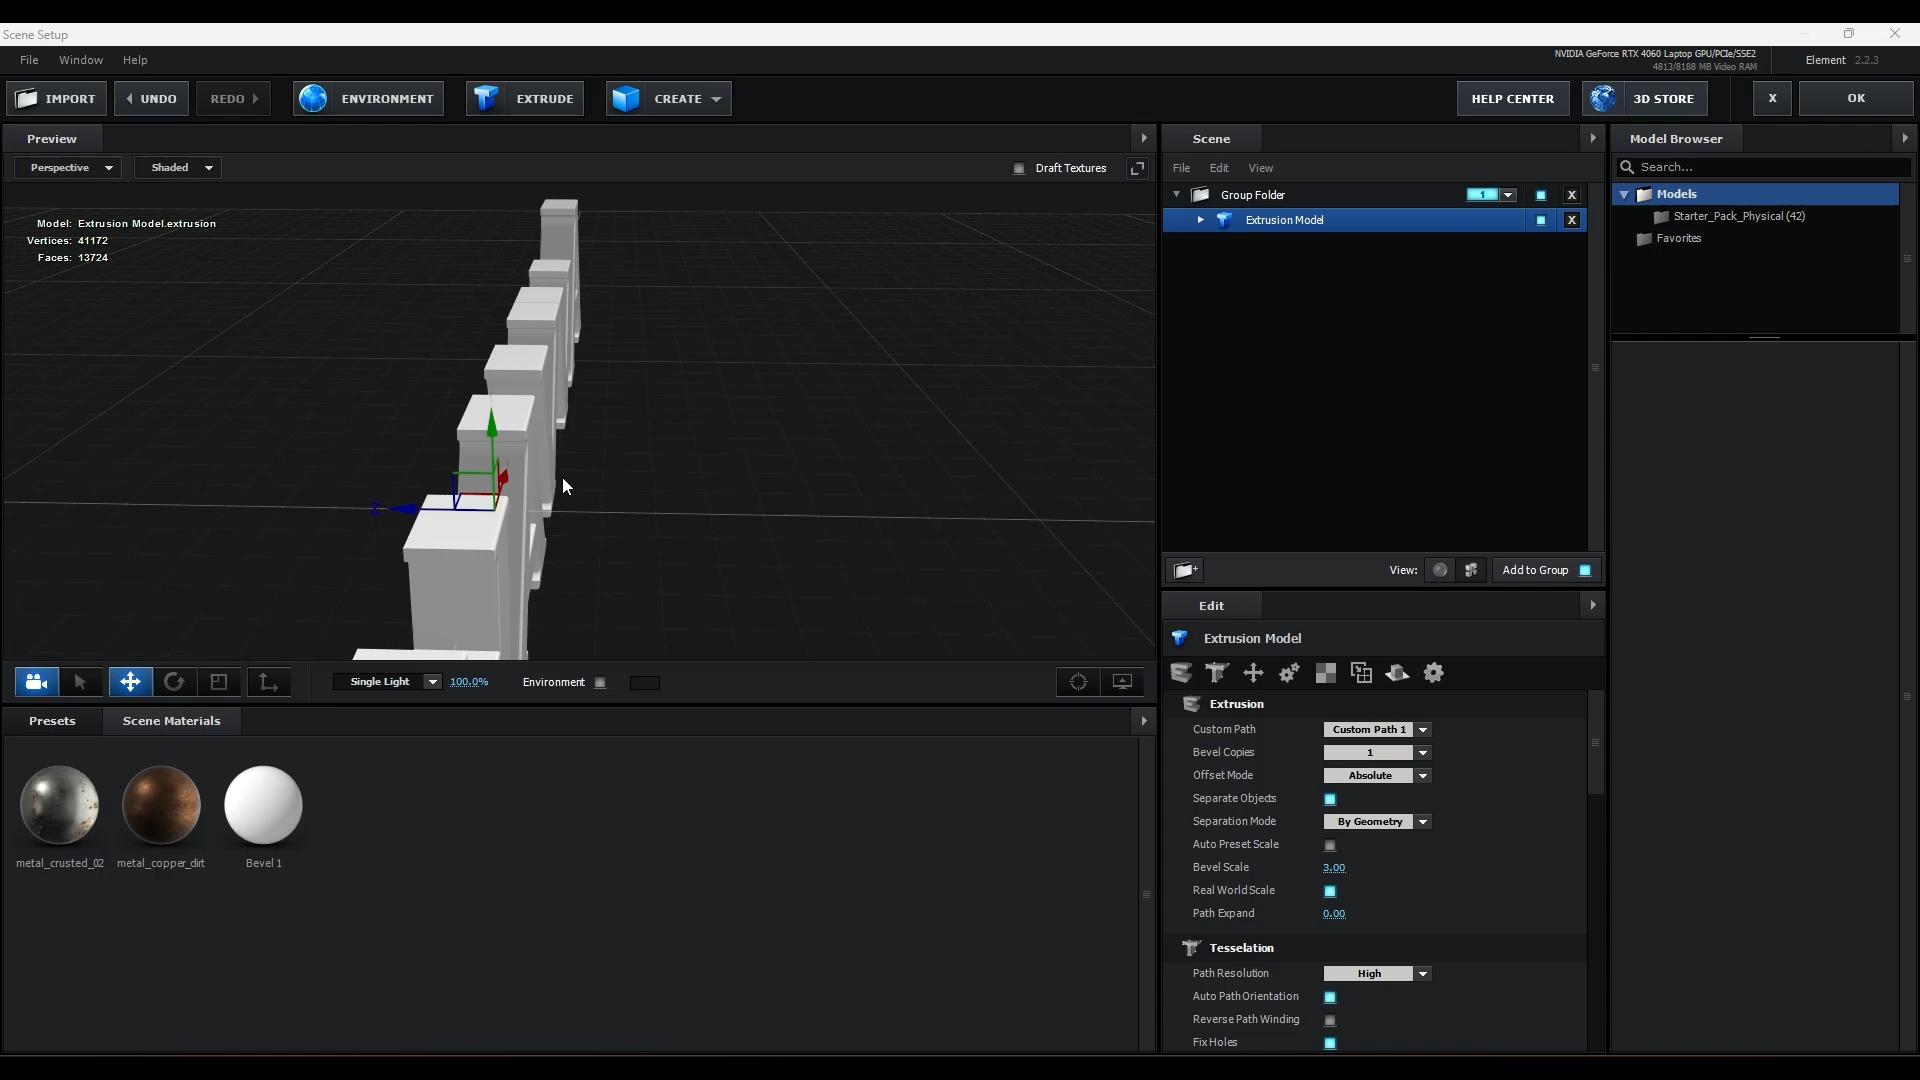 Scene Setup
File Window Help
NVIDIA GeForce RTX 4060 Laptop GPU/PCIe/SSE2
4813/8188 MB Video RAM
Element 2.2.3
IMPORT UNDO REDO ENVIRONMENT EXTRUDE CREATE HELP CENTER 3D STORE X OK
Preview
Perspective Shaded Draft Textures
Model: Extrusion Model.extrusion
Vertices: 41172
Faces: 13724
Z
Single Light 100.0% Environment
Presets Scene Materials
metal_crusted_02 metal_copper_dirt Bevel 1
Scene
File Edit View
Group Folder 1 X
Extrusion Model X
View: Add to Group
Edit
Extrusion Model
Extrusion
Custom Path Custom Path 1
Bevel Copies 1
Offset Mode Absolute
Separate Objects
Separation Mode By Geometry
Auto Preset Scale
Bevel Scale 3.00
Real World Scale
Path Expand 0.00
Tesselation
Path Resolution High
Auto Path Orientation
Reverse Path Winding
Fix Holes
Model Browser
Search...
Models
Starter_Pack_Physical (42)
Favorites